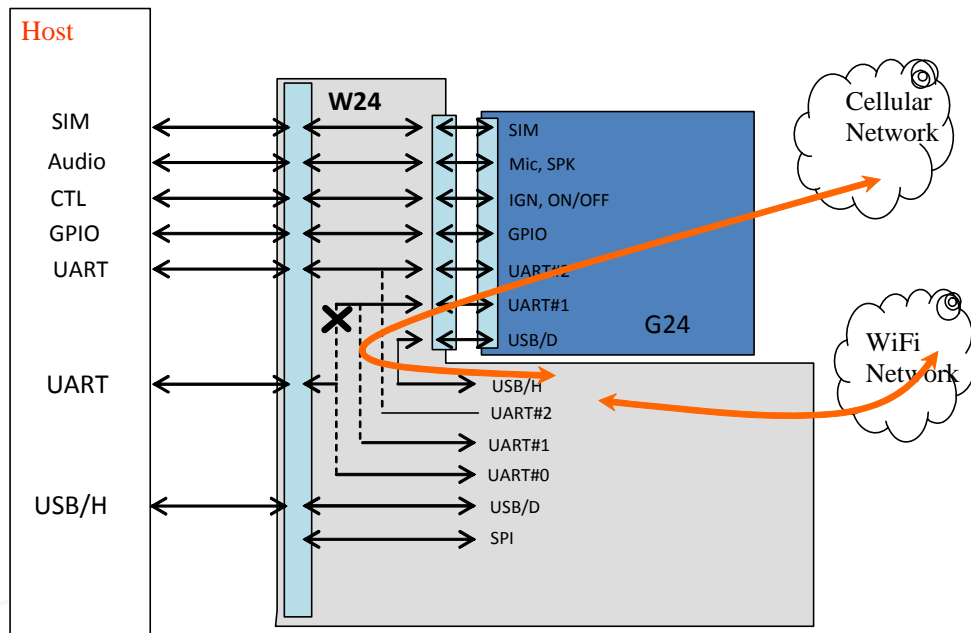 Host
W24
Cellular
Network
SIM
SIM
Audio
Mic, SPK
CTL
IGN, ON/OFF
GPIO
GPIO
UART
UART#2
UART#1
G24
USB/D
WiFi
Network
UART
USB/H
UART#2
UART#1
UART#0
USB/H
USB/D
SPI